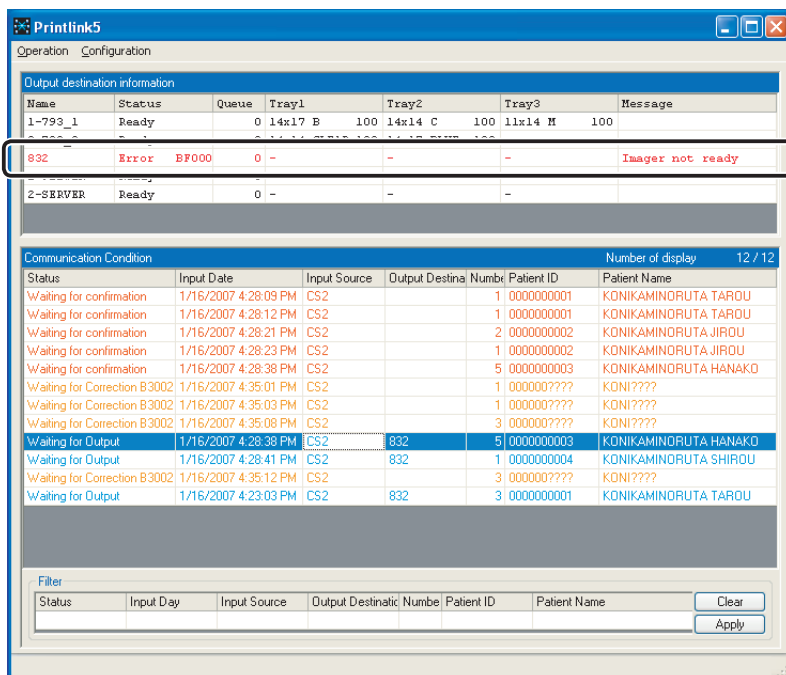 Printlink5
Operation Configuration
Output destination information
Name Status Queue Tray1 Tray2 Tray3 Message
1-793_1 Ready 0 14x17 B 100 14x14 C 100 11x14 M 100
832 Error BF000 0 - - - Imager not ready
2-SERVER Ready 0 - - -
Communication Condition Number of display 12 / 12
Status Input Date Input Source Output Destina Numbe Patient ID Patient Name
Waiting for confirmation 1/16/2007 4:28:09 PM CS2 1 0000000001 KONIKAMINORUTA TAROU
Waiting for confirmation 1/16/2007 4:28:12 PM CS2 1 0000000001 KONIKAMINORUTA TAROU
Waiting for confirmation 1/16/2007 4:28:21 PM CS2 2 0000000002 KONIKAMINORUTA JIROU
Waiting for confirmation 1/16/2007 4:28:23 PM CS2 1 0000000002 KONIKAMINORUTA JIROU
Waiting for confirmation 1/16/2007 4:28:38 PM CS2 5 0000000003 KONIKAMINORUTA HANAKO
Waiting for Correction B3002 1/16/2007 4:35:01 PM CS2 1 000000???? KONI????
Waiting for Correction B3002 1/16/2007 4:35:03 PM CS2 1 000000???? KONI????
Waiting for Correction B3002 1/16/2007 4:35:08 PM CS2 3 000000???? KONI????
Waiting for Output 1/16/2007 4:28:38 PM CS2 832 5 0000000003 KONIKAMINORUTA HANAKO
Waiting for Output 1/16/2007 4:28:41 PM CS2 832 1 0000000004 KONIKAMINORUTA SHIROU
Waiting for Correction B3002 1/16/2007 4:35:12 PM CS2 3 000000???? KONI????
Waiting for Output 1/16/2007 4:23:03 PM CS2 832 3 0000000001 KONIKAMINORUTA TAROU
Filter
Status Input Day Input Source Output Destinatic Numbe Patient ID Patient Name Clear
Apply